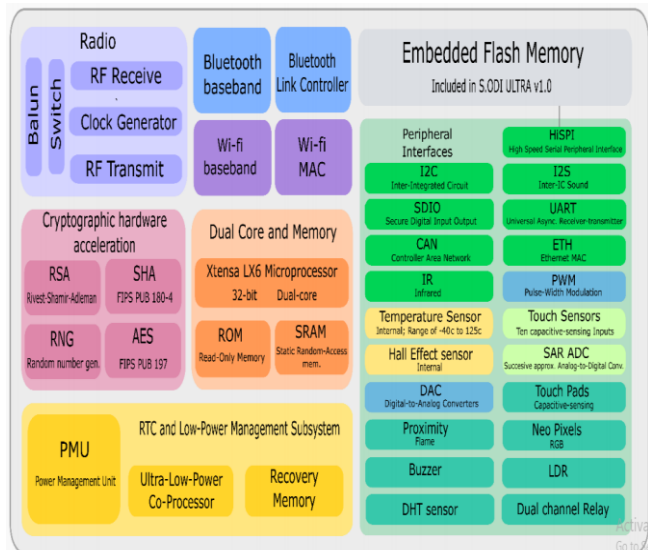 Radio
Balun
Switch
RF Receive
Clock Generator
RF Transmit
Bluetooth
baseband
Bluetooth
Link Controller
Wi-fi
baseband
Wi-fi
MAC
Embedded Flash Memory
Included in S.ODI ULTRA v1.0
Cryptographic hardware
acceleration
RSA
Rivest-Shamir-Ademan
SHA
FIPS PUB 180-4
RNG
Random number gen.
AES
FIPS PUB 197
Dual Core and Memory
Xtensa LX6 Microprocessor
32-bit Dual-core
ROM
Read-Only Memory
SRAM
Static Random-Access
mem.
RTC and Low-Power Management Subsystem
PMU
Power Management Unit
Ultra-Low-Power
Co-Processor
Recovery
Memory
Peripheral
Interfaces
HiSPI
High Speed Serial Peripheral Interface
I2C
Inter-Integrated Circuit
I2S
Inter-IC Sound
SDIO
Secure Digital Input Output
UART
Universal Async. Receiver-transmitter
CAN
Controller Area Network
ETH
Ethernet MAC
IR
Infrared
PWM
Pulse-Width Modulation
Temperature Sensor
Internal; Range of -40c to 125c
Touch Sensors
Ten capacitive-sensing Inputs
Hall Effect sensor
Internal
SAR ADC
Succesive approx. Analog-to-Digital Conv.
DAC
Digital-to-Analog Converters
Touch Pads
Capacitive-sensing
Proximity
Flame
Neo Pixels
RGB
Buzzer
LDR
DHT sensor
Dual channel Relay